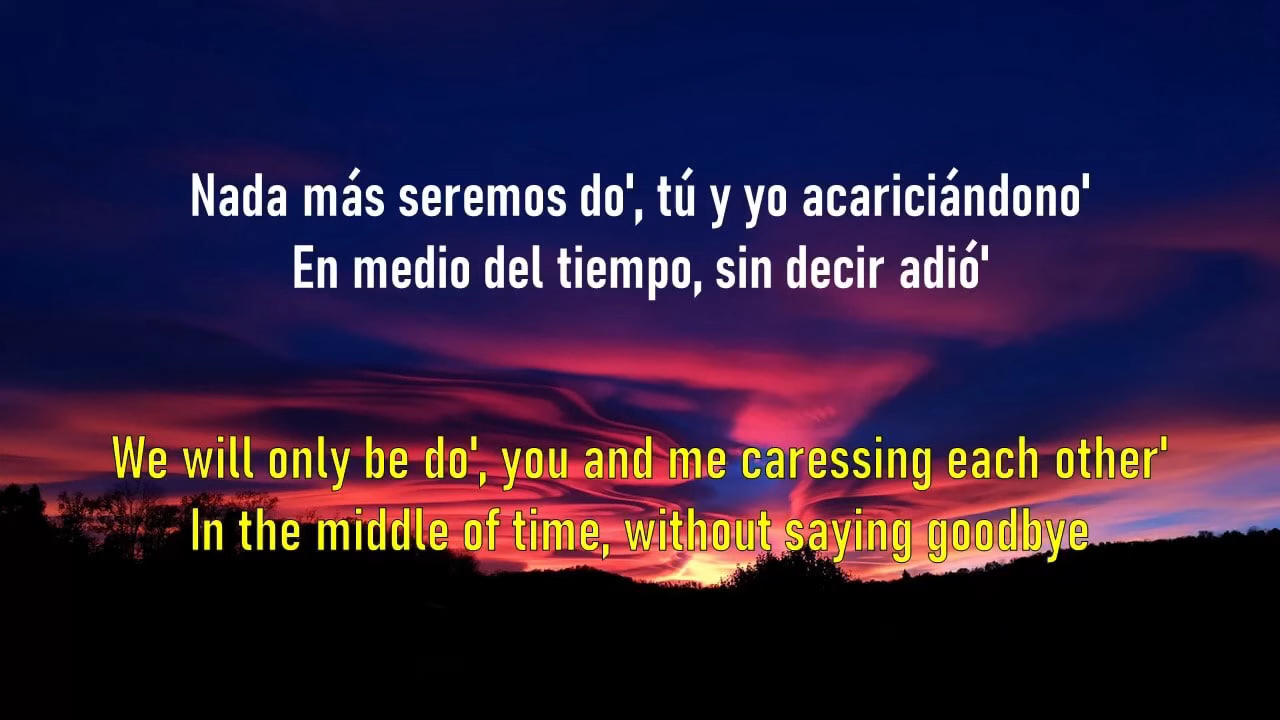 Nada más seremos do', tú y yo acariciándono'
En medio del tiempo, sin decir adió'
We will only be do', you and me caressing each other'
In the middle of time, without saying goodbye